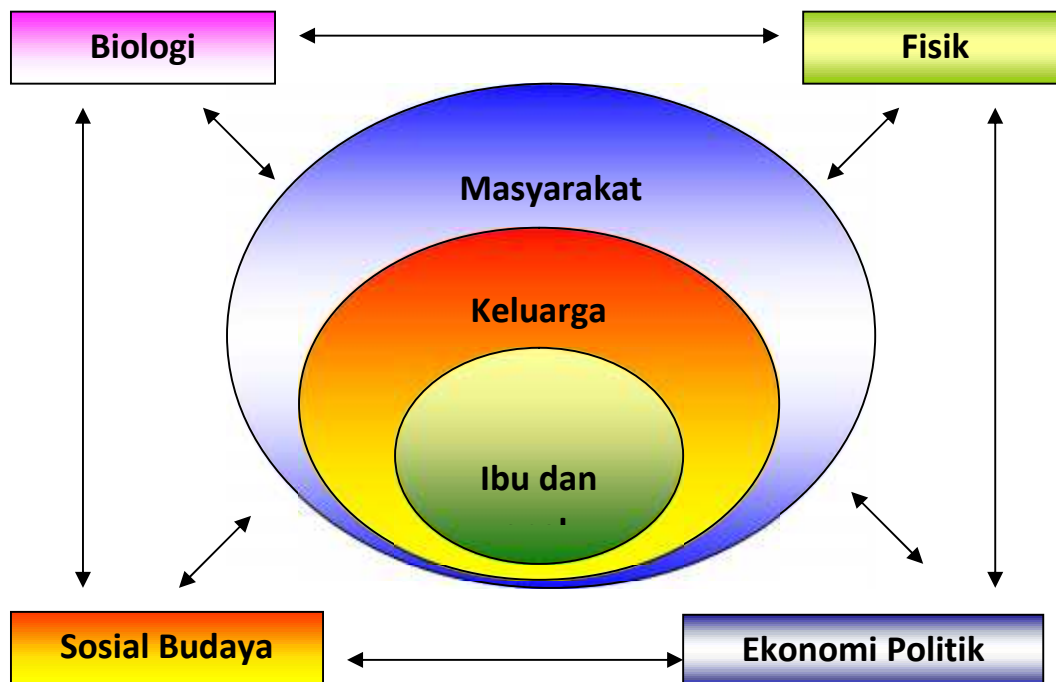 Biologi
Fisik
Masyarakat
Keluarga
Ibu dan
Sosial Budaya
Ekonomi Politik